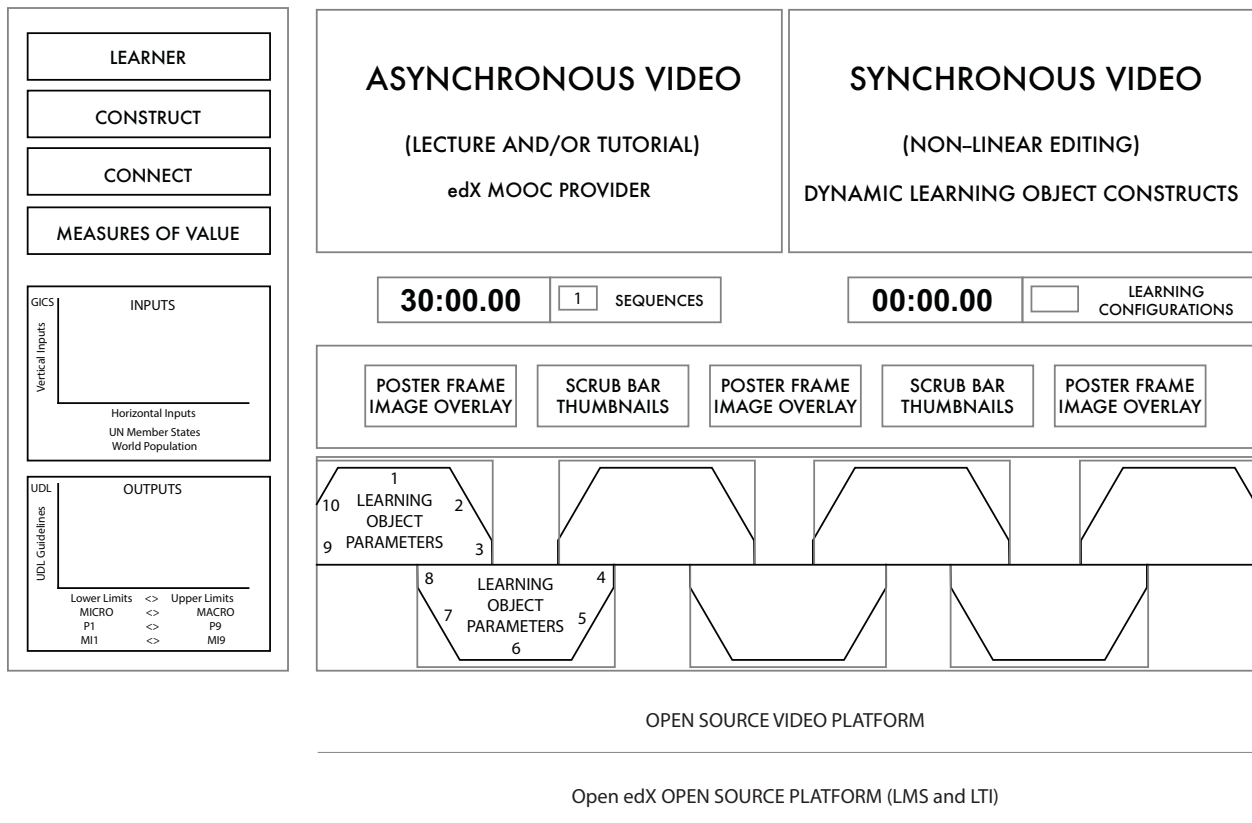 LEARNER
CONSTRUCT
CONNECT
MEASURES OF VALUE
GICS
INPUTS
Vertical Inputs
Horizontal Inputs
UN Member States
World Population
UDL
OUTPUTS
UDL Guidelines
Lower Limits <> Upper Limits
MICRO <> MACRO
P1 <> P9
MI1 <> MI9
ASYNCHRONOUS VIDEO
(LECTURE AND/OR TUTORIAL)
edX MOOC PROVIDER
SYNCHRONOUS VIDEO
(NON–LINEAR EDITING)
DYNAMIC LEARNING OBJECT CONSTRUCTS
30:00.00
1
SEQUENCES
00:00.00
LEARNING
CONFIGURATIONS
POSTER FRAME
IMAGE OVERLAY
SCRUB BAR
THUMBNAILS
POSTER FRAME
IMAGE OVERLAY
SCRUB BAR
THUMBNAILS
POSTER FRAME
IMAGE OVERLAY
1
10 LEARNING 2
OBJECT
9 PARAMETERS 3
8 LEARNING 4
OBJECT
7 PARAMETERS 5
6
OPEN SOURCE VIDEO PLATFORM
Open edX OPEN SOURCE PLATFORM (LMS and LTI)